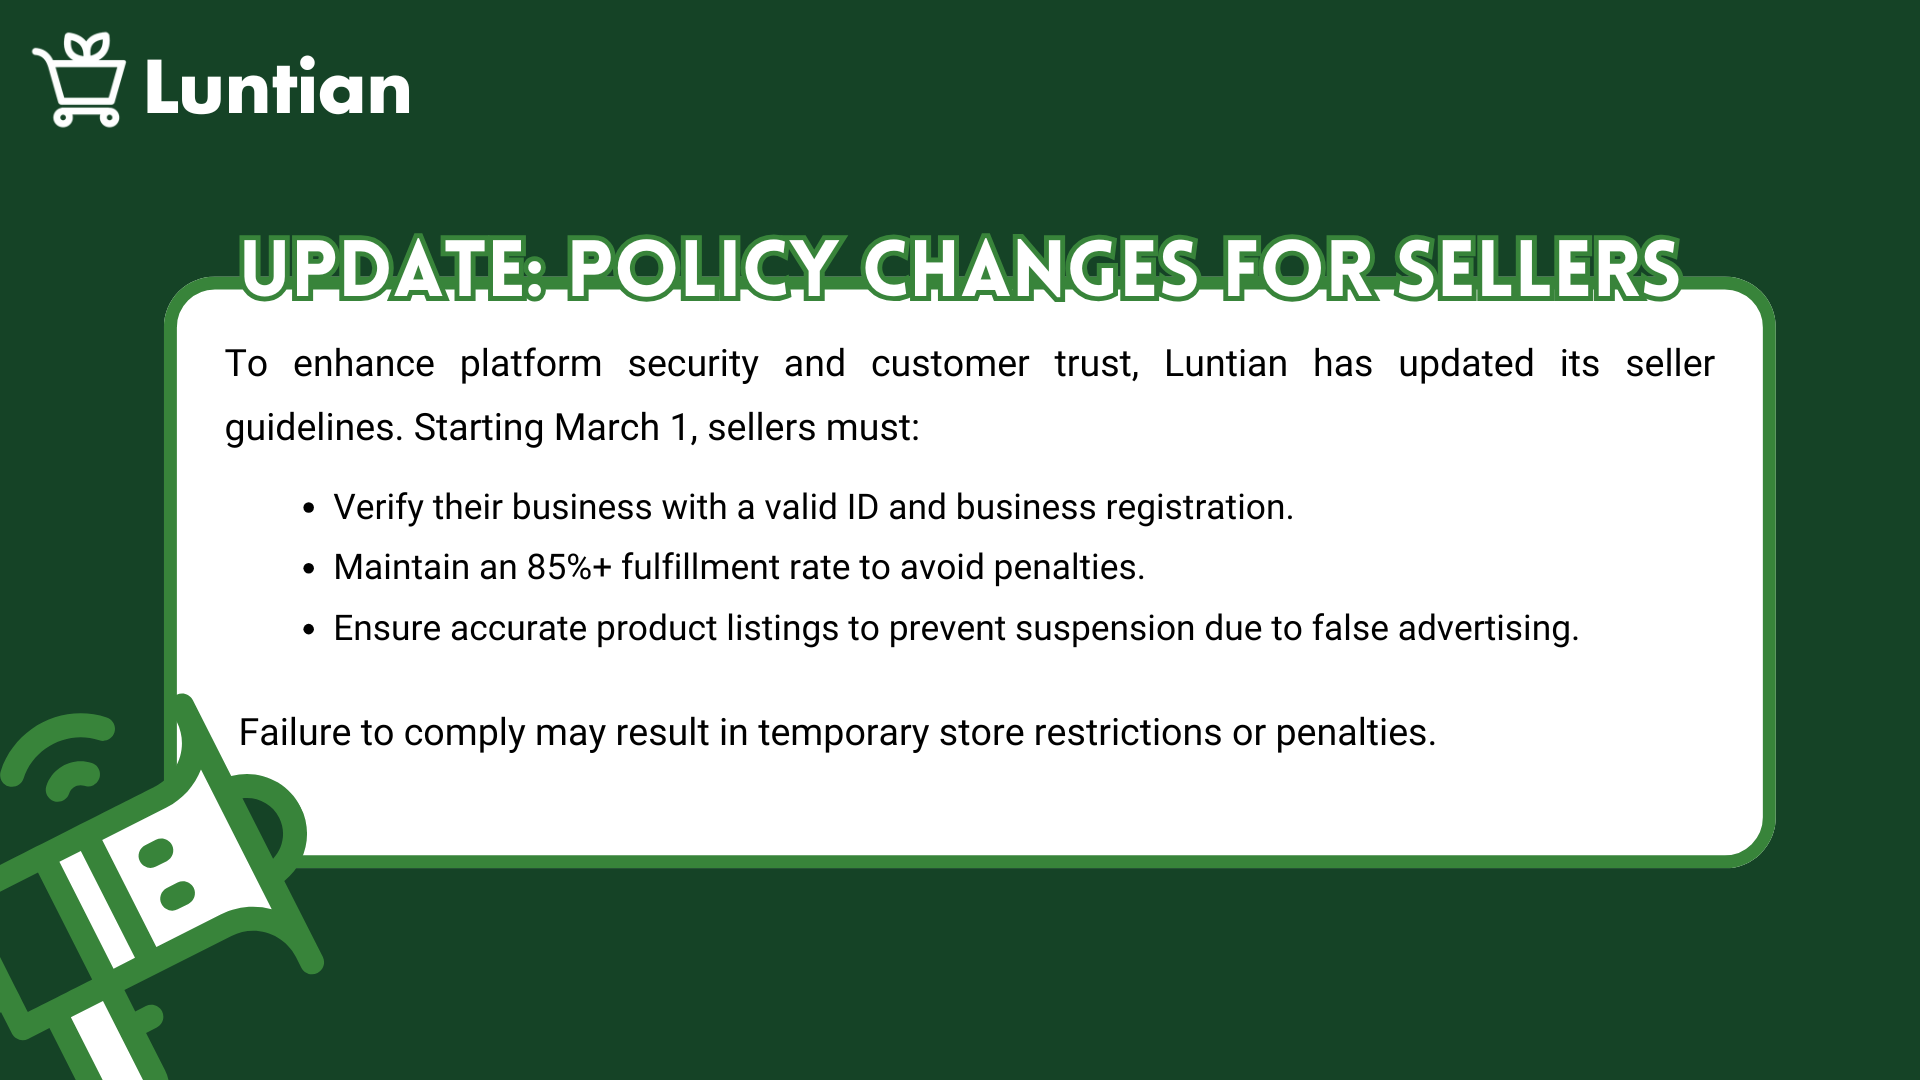 Luntian
UPDATE: POLICY CHANGES FOR SELLERS
To enhance platform security and customer trust, Luntian has updated its seller
guidelines. Starting March 1, sellers must:
• Verify their business with a valid ID and business registration.
• Maintain an 85%+ fulfillment rate to avoid penalties.
• Ensure accurate product listings to prevent suspension due to false advertising.
Failure to comply may result in temporary store restrictions or penalties.